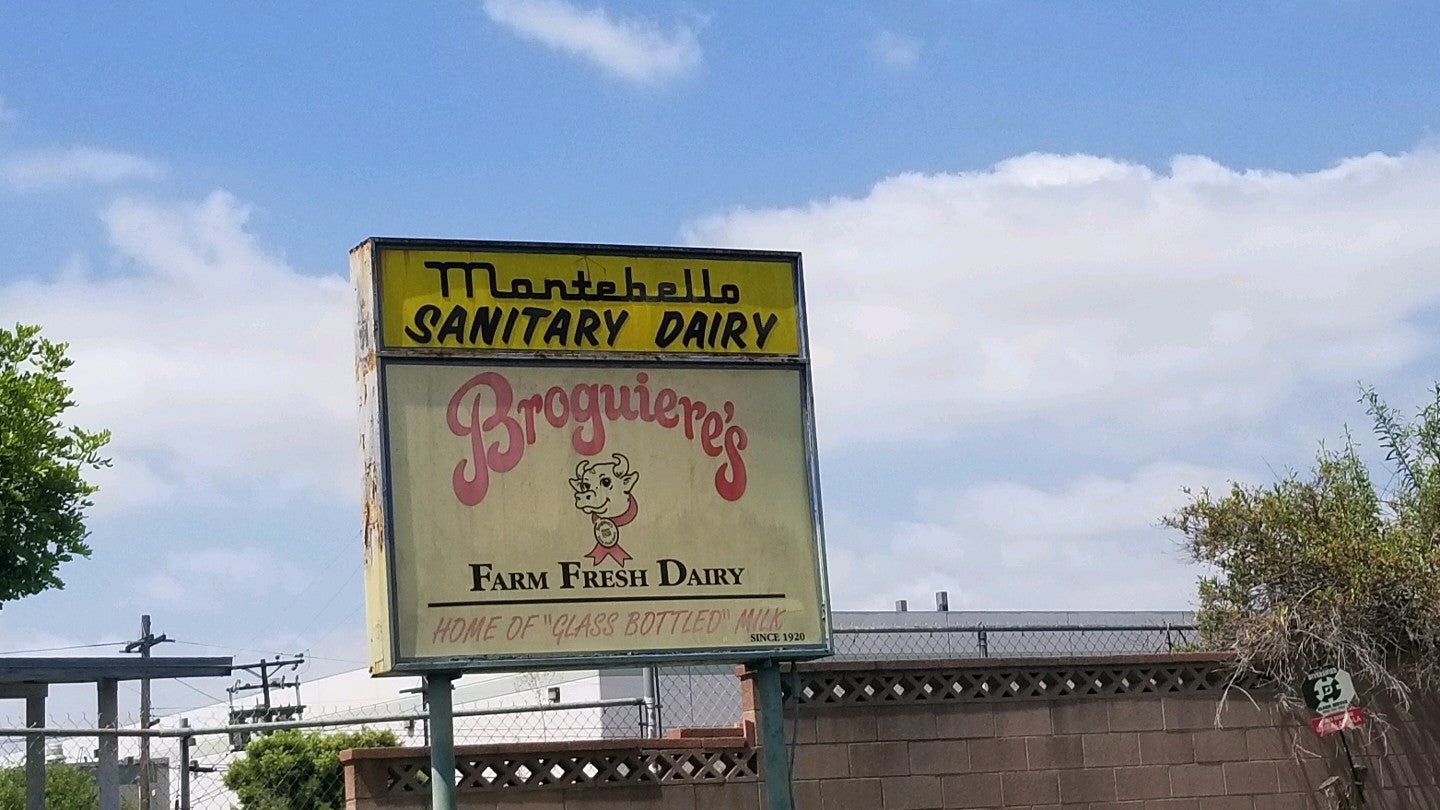 Montebello
SANITARY DAIRY
Broguiere's
FARM FRESH DAIRY
HOME OF "GLASS BOTTLED" MILK
SINCE 1920